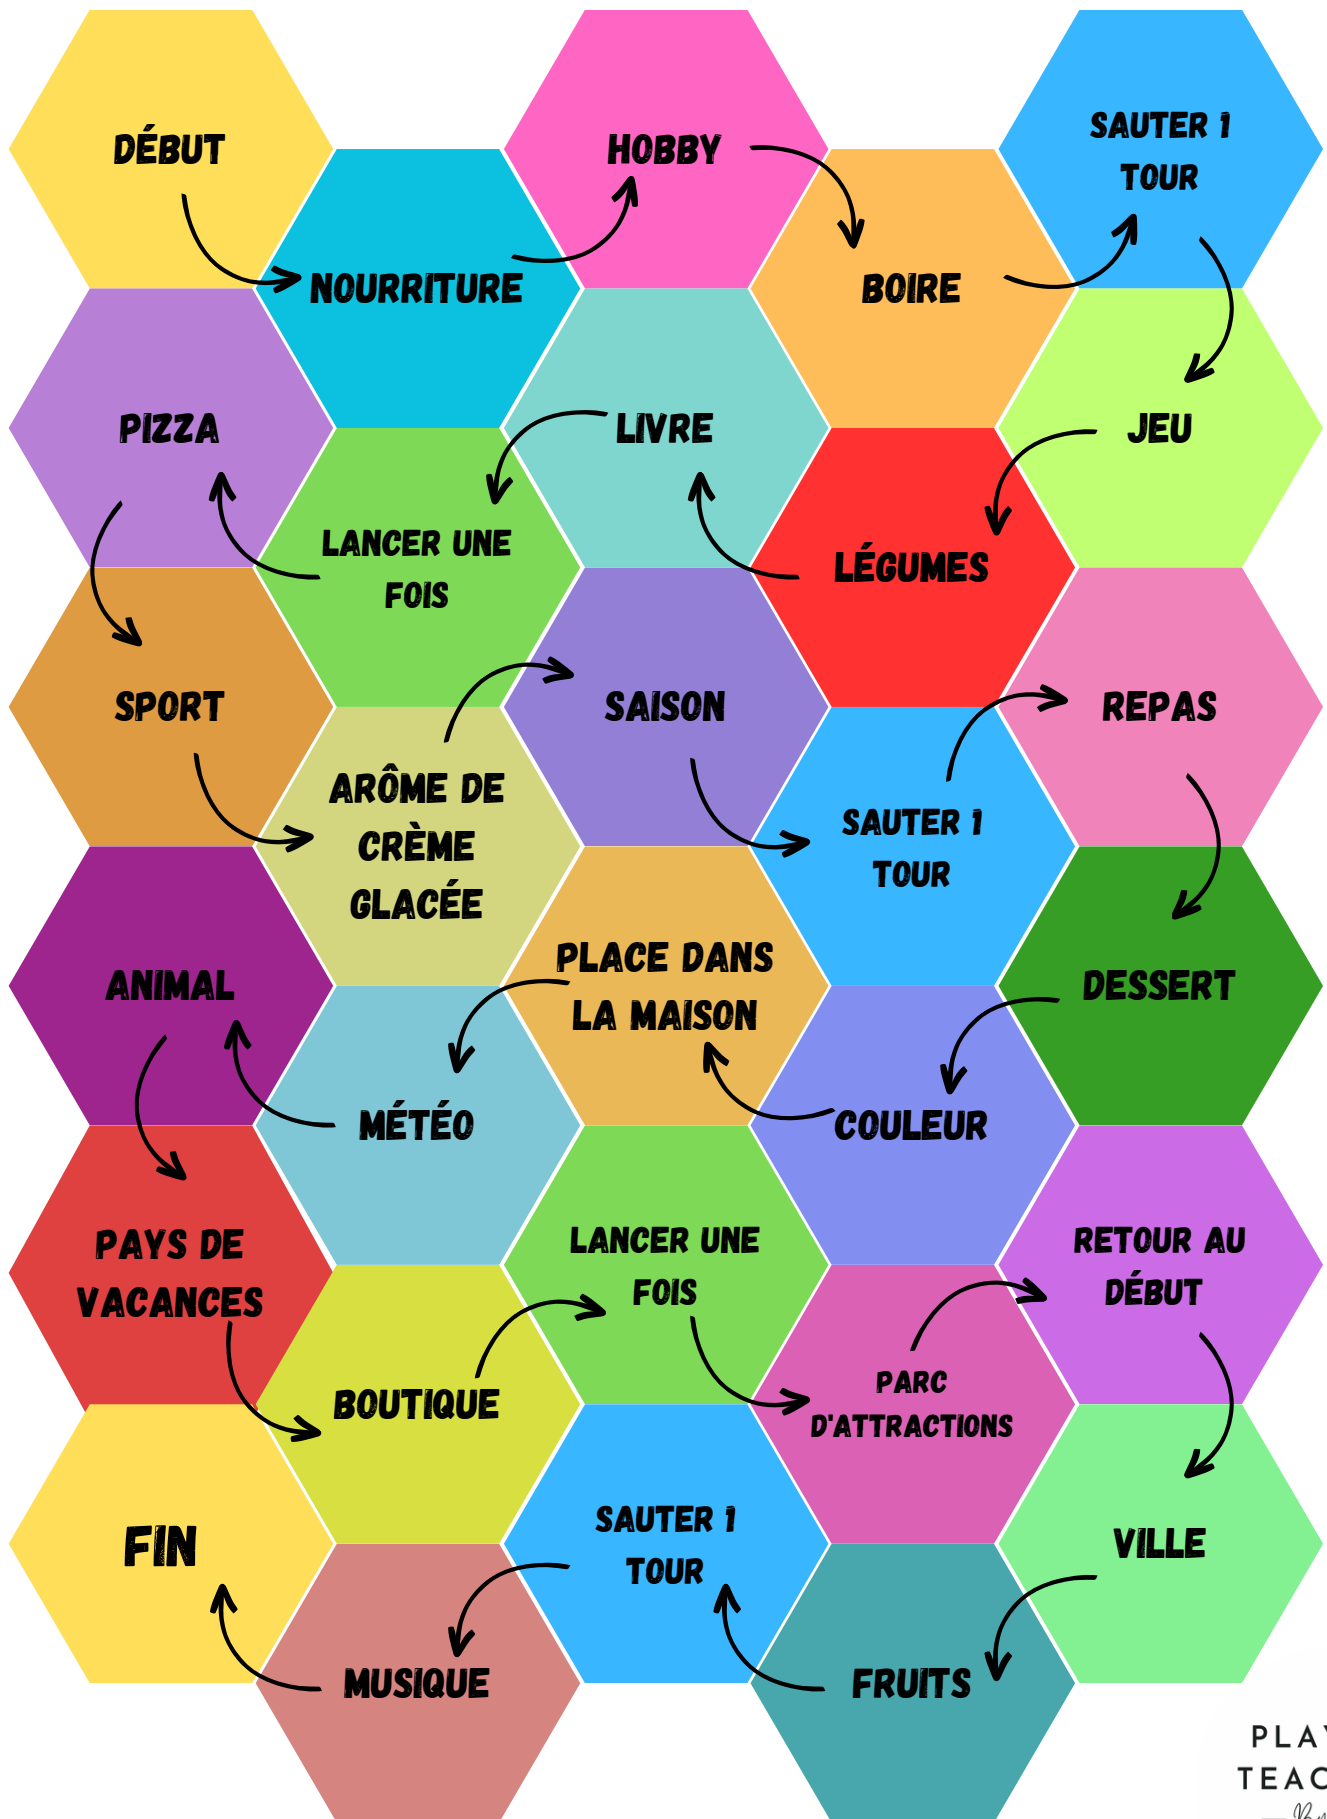 DÉBUT
NOURRITURE
HOBBY
BOIRE
SAUTER 1
TOUR
JEU
LÉGUMES
LIVRE
LANCER UNE
FOIS
PIZZA
SPORT
ARÔME DE
CRÈME
GLACÉE
SAISON
SAUTER 1
TOUR
REPAS
DESSERT
COULEUR
PLACE DANS
LA MAISON
MÉTÉO
ANIMAL
PAYS DE
VACANCES
BOUTIQUE
LANCER UNE
FOIS
PARC
D'ATTRACTIONS
RETOUR AU
DÉBUT
VILLE
FRUITS
SAUTER 1
TOUR
MUSIQUE
FIN